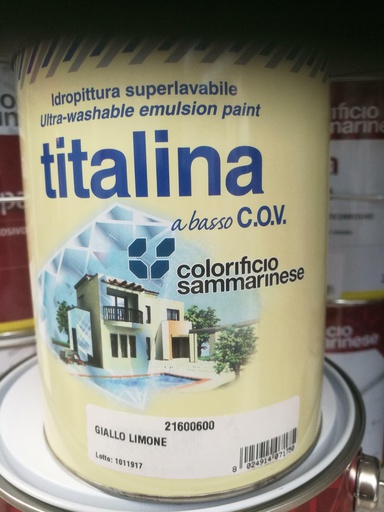 Idropittura superlavabile
Ultra-washable emulsion paint
titalina
a basso C.O.V.
colorificio
sammarinese
21600600
GIALLO LIMONE
Lotto: 1011917